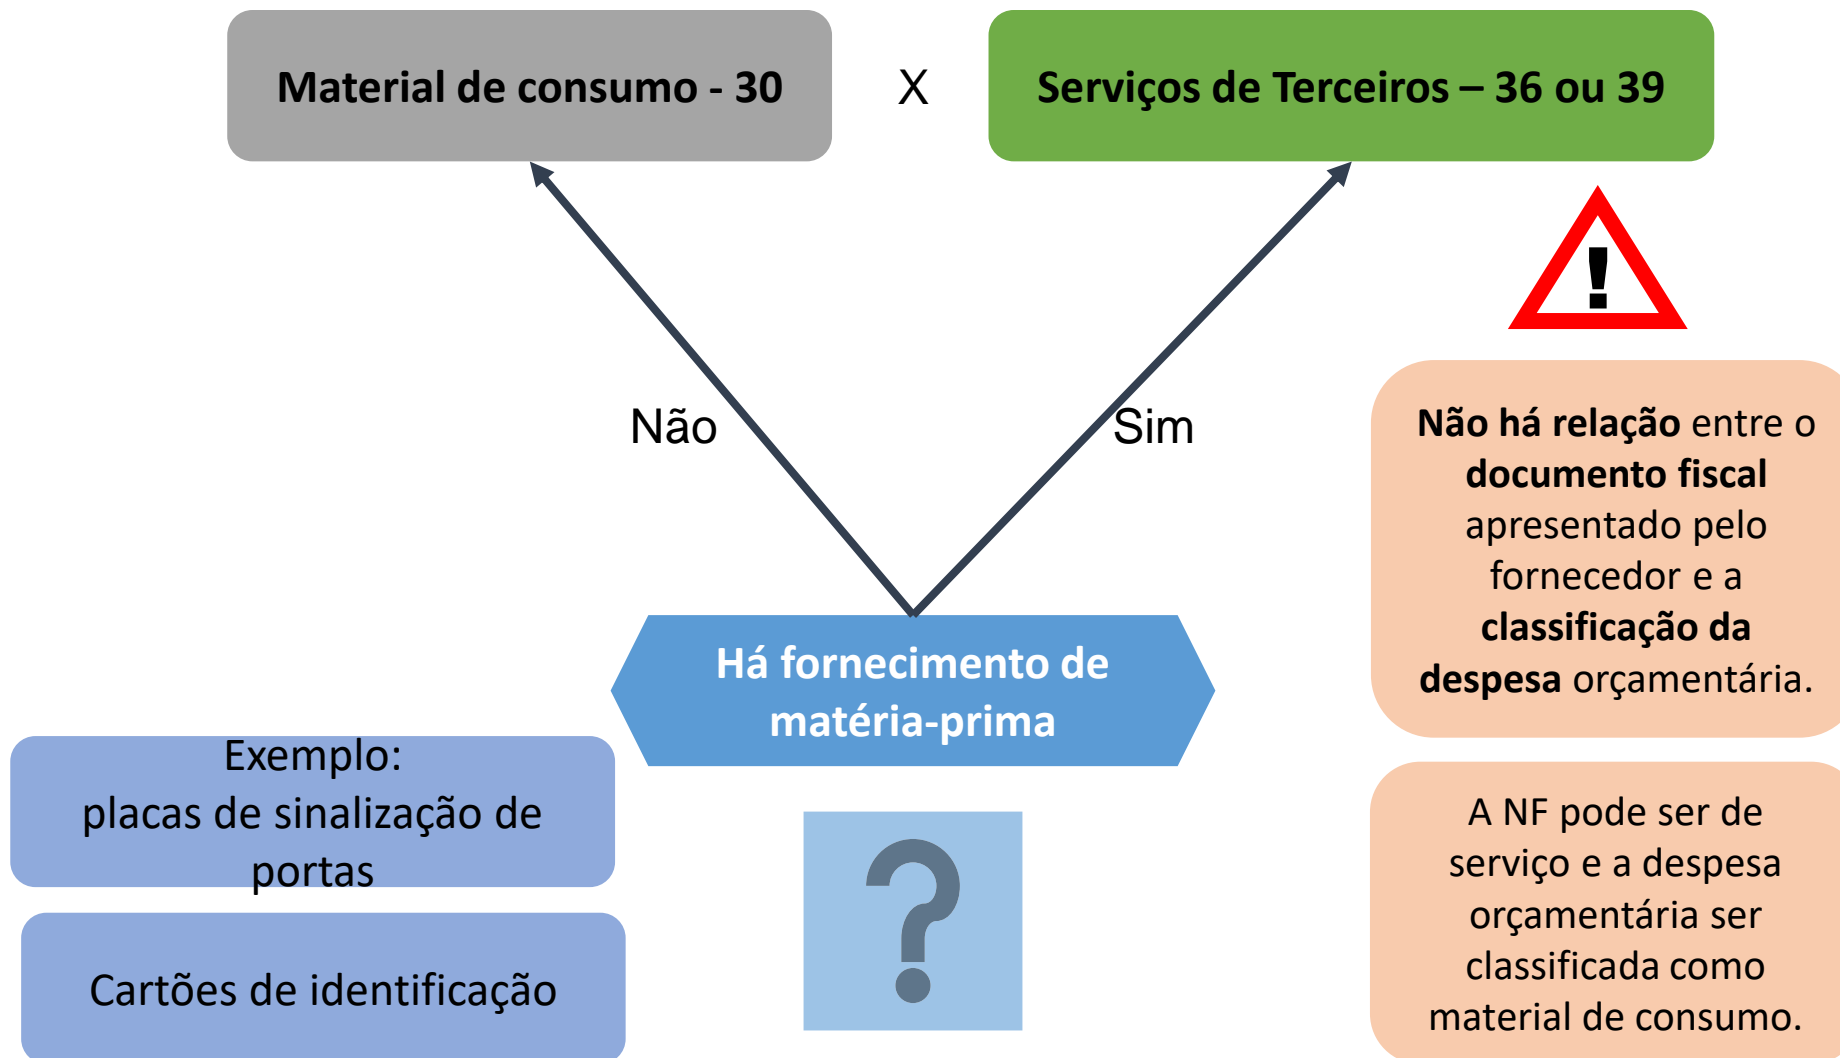 Material de consumo - 30
X
Serviços de Terceiros – 36 ou 39
!
Não
Sim
Não há relação entre o
documento fiscal
apresentado pelo
fornecedor e a
classificação da
despesa orçamentária.
Há fornecimento de
matéria-prima
Exemplo:
placas de sinalização de
portas
?
A NF pode ser de
serviço e a despesa
orçamentária ser
classificada como
material de consumo.
Cartões de identificação